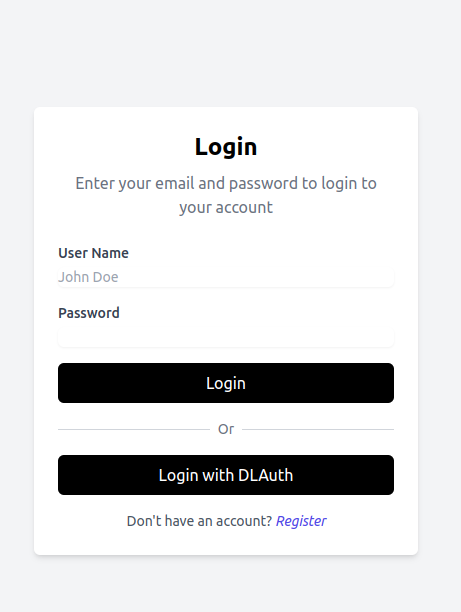 Login
Enter your email and password to login to
your account
User Name
John Doe
Password
Login
Or
Login with DLAuth
Don't have an account? Register